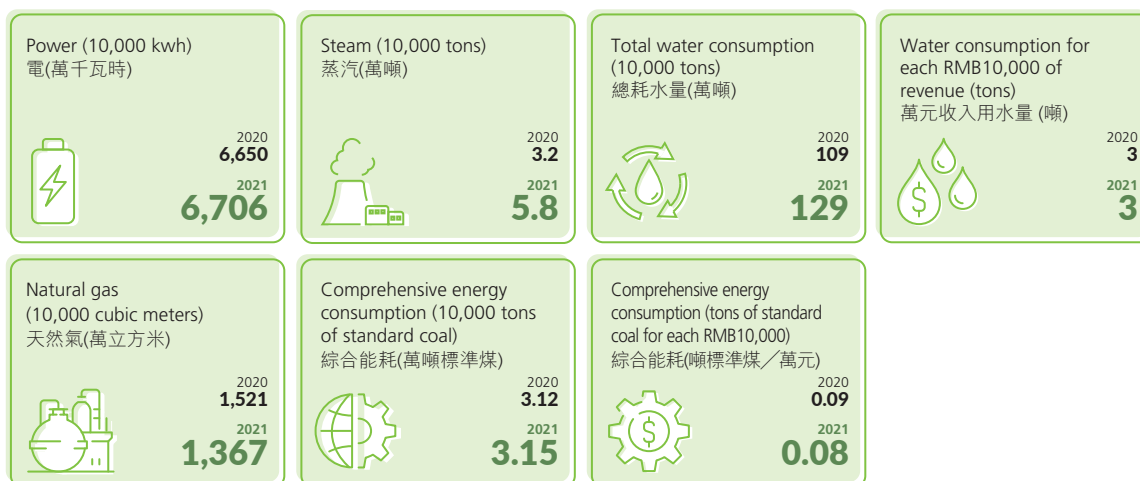 Power (10,000 kwh)
電(萬千瓦時)
2020
6,650
2021
6,706
Steam (10,000 tons)
蒸汽(萬噸)
2020
3.2
2021
5.8
Total water consumption
(10,000 tons)
總耗水量(萬噸)
2020
109
2021
129
Water consumption for
each RMB10,000 of
revenue (tons)
萬元收入用水量 (噸)
2020
3
2021
3
$
Natural gas
(10,000 cubic meters)
天然氣(萬立方米)
2020
1,521
2021
1,367
Comprehensive energy
consumption (10,000 tons
of standard coal)
綜合能耗(萬噸標準煤)
2020
3.12
2021
3.15
Comprehensive energy
consumption (tons of standard
coal for each RMB10,000)
綜合能耗(噸標準煤／萬元)
2020
0.09
2021
0.08
$